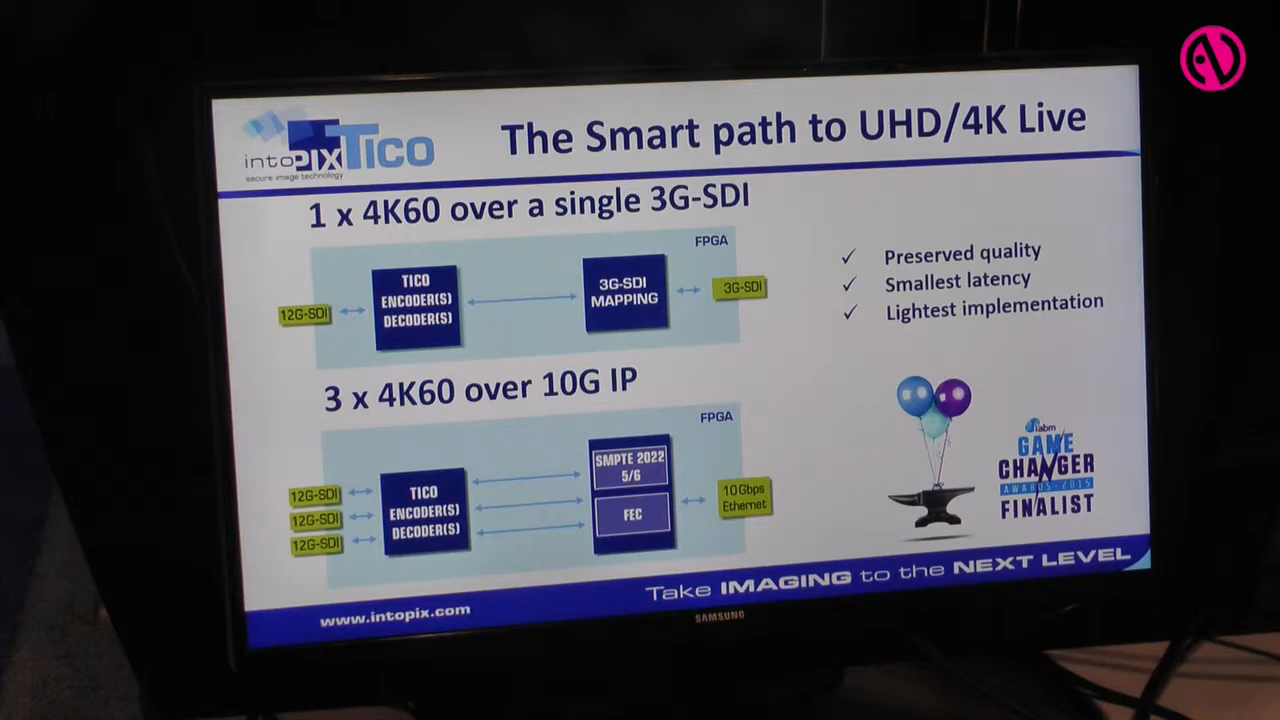 intoPIX TICO
secure image technology
The Smart path to UHD/4K Live
1 x 4K60 over a single 3G-SDI
FPGA
12G-SDI
TICO
ENCODER(S)
DECODER(S)
3G-SDI
MAPPING
3G-SDI
✓ Preserved quality
✓ Smallest latency
✓ Lightest implementation
3 x 4K60 over 10G IP
FPGA
12G-SDI
12G-SDI
12G-SDI
TICO
ENCODER(S)
DECODER(S)
SMPTE 2022
5/6
FEC
10Gbps
Ethernet
iabm
GAME
CHANGER
AWARDS-2015
FINALIST
Take IMAGING to the NEXT LEVEL
www.intopix.com
SAMSUNG